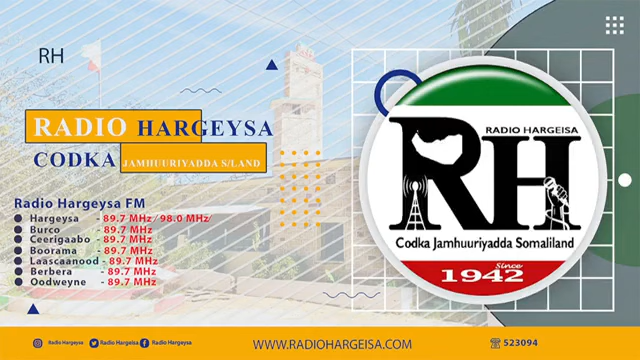 RH
RADIO HARGEYSA
CODKA JAMHUURIYADDA S/LAND
Radio Hargeysa FM
Hargeysa - 89.7 MHz / 98.0 MHz/
Burco - 89.7 MHz
Ceerigaabo - 89.7 MHz
Boorama - 89.7 MHz
Laascaanood - 89.7 MHz
Berbera - 89.7 MHz
Oodweyne - 89.7 MHz
RADIO HARGEISA
RH
Codka Jamhuuriyadda Somaliland
Since
1942
Radio Hargeysa Radio Hargeysa Radio Hargeysa
WWW.RADIOHARGEISA.COM
523094